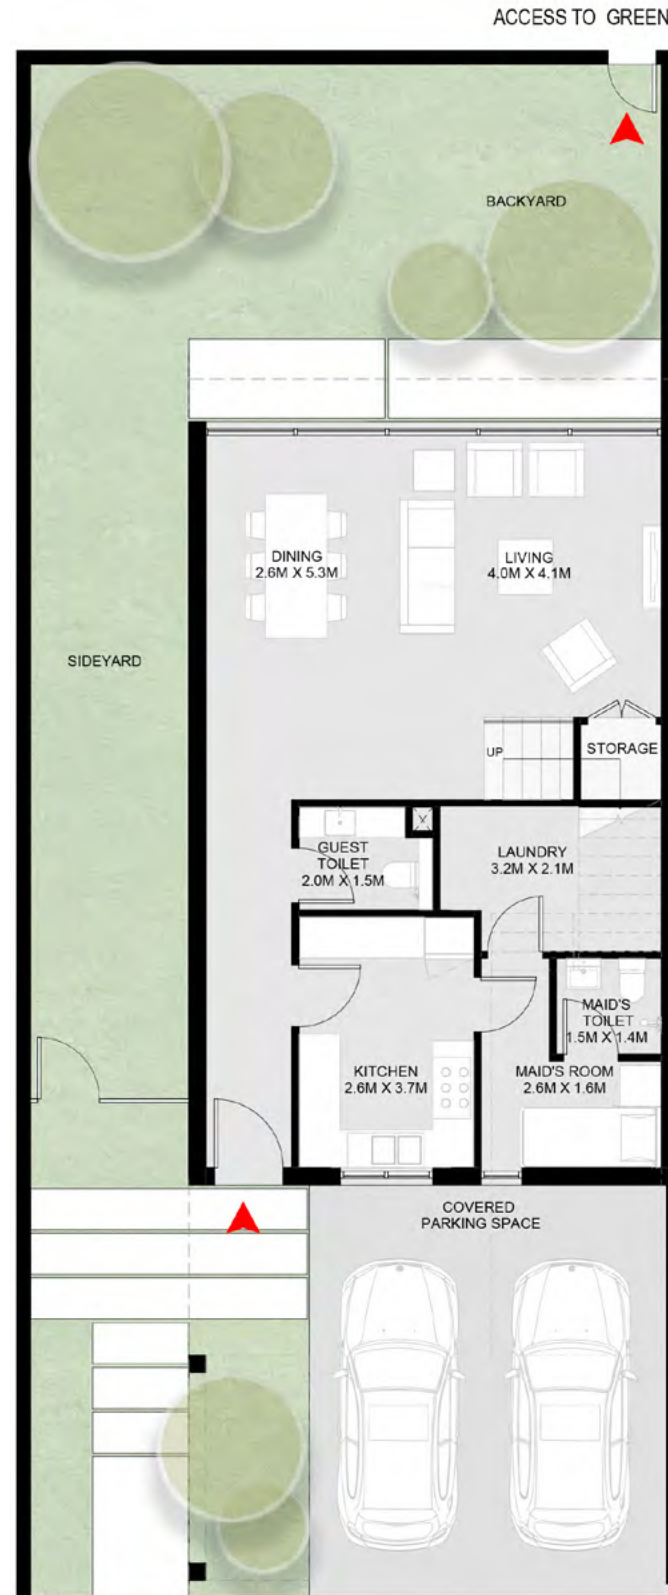 ACCESS TO GREEN
BACKYARD
DINING
2.6M X 5.3M
LIVING
4.0M X 4.1M
SIDEYARD
UP
STORAGE
GUEST
TOILET
2.0M X 1.5M
LAUNDRY
3.2M X 2.1M
MAID'S
TOILET
1.5M X 1.4M
KITCHEN
2.6M X 3.7M
MAID'S ROOM
2.6M X 1.6M
COVERED
PARKING SPACE